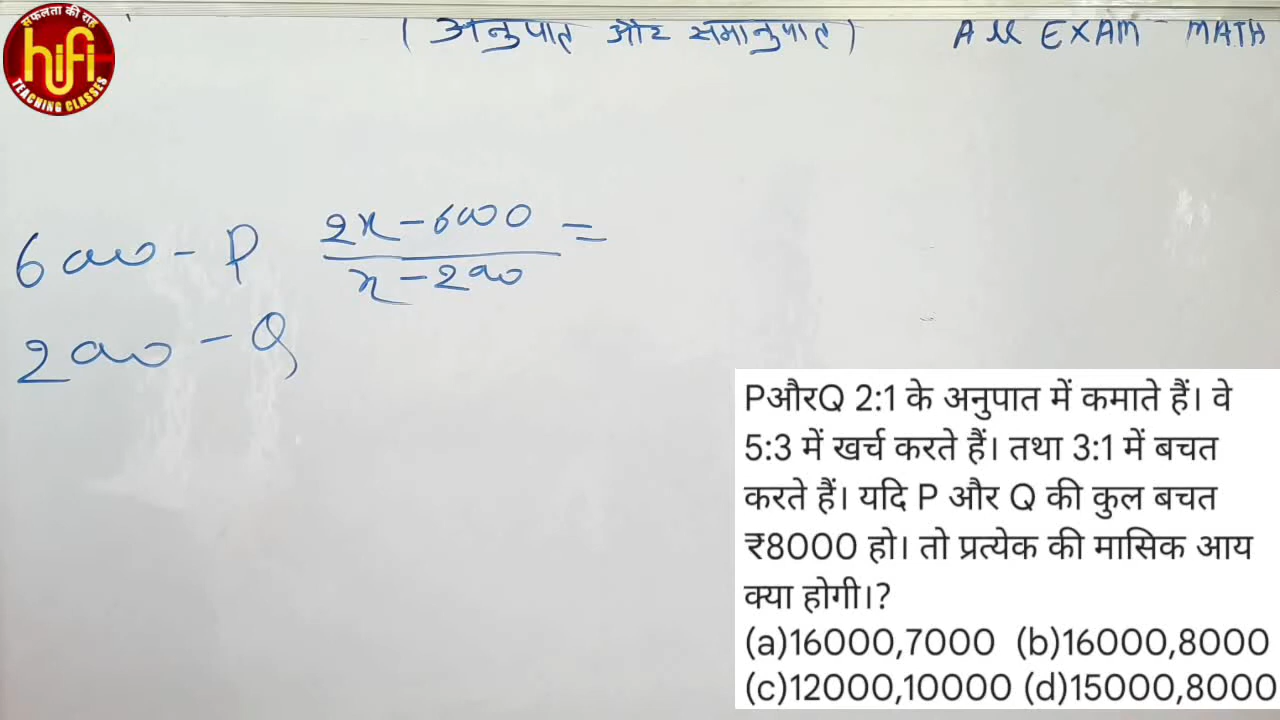 सफलता की राह
hifi
TEACHING CLASSES
( अनुपात और समानुपात ) All EXAM - MATH
6000 - P
2000 - Q
2x - 6000 =
x - 2000
PऔरQ 2:1 के अनुपात में कमाते हैं। वे
5:3 में खर्च करते हैं। तथा 3:1 में बचत
करते हैं। यदि P और Q की कुल बचत
₹8000 हो। तो प्रत्येक की मासिक आय
क्या होगी।?
(a)16000,7000 (b)16000,8000
(c)12000,10000 (d)15000,8000